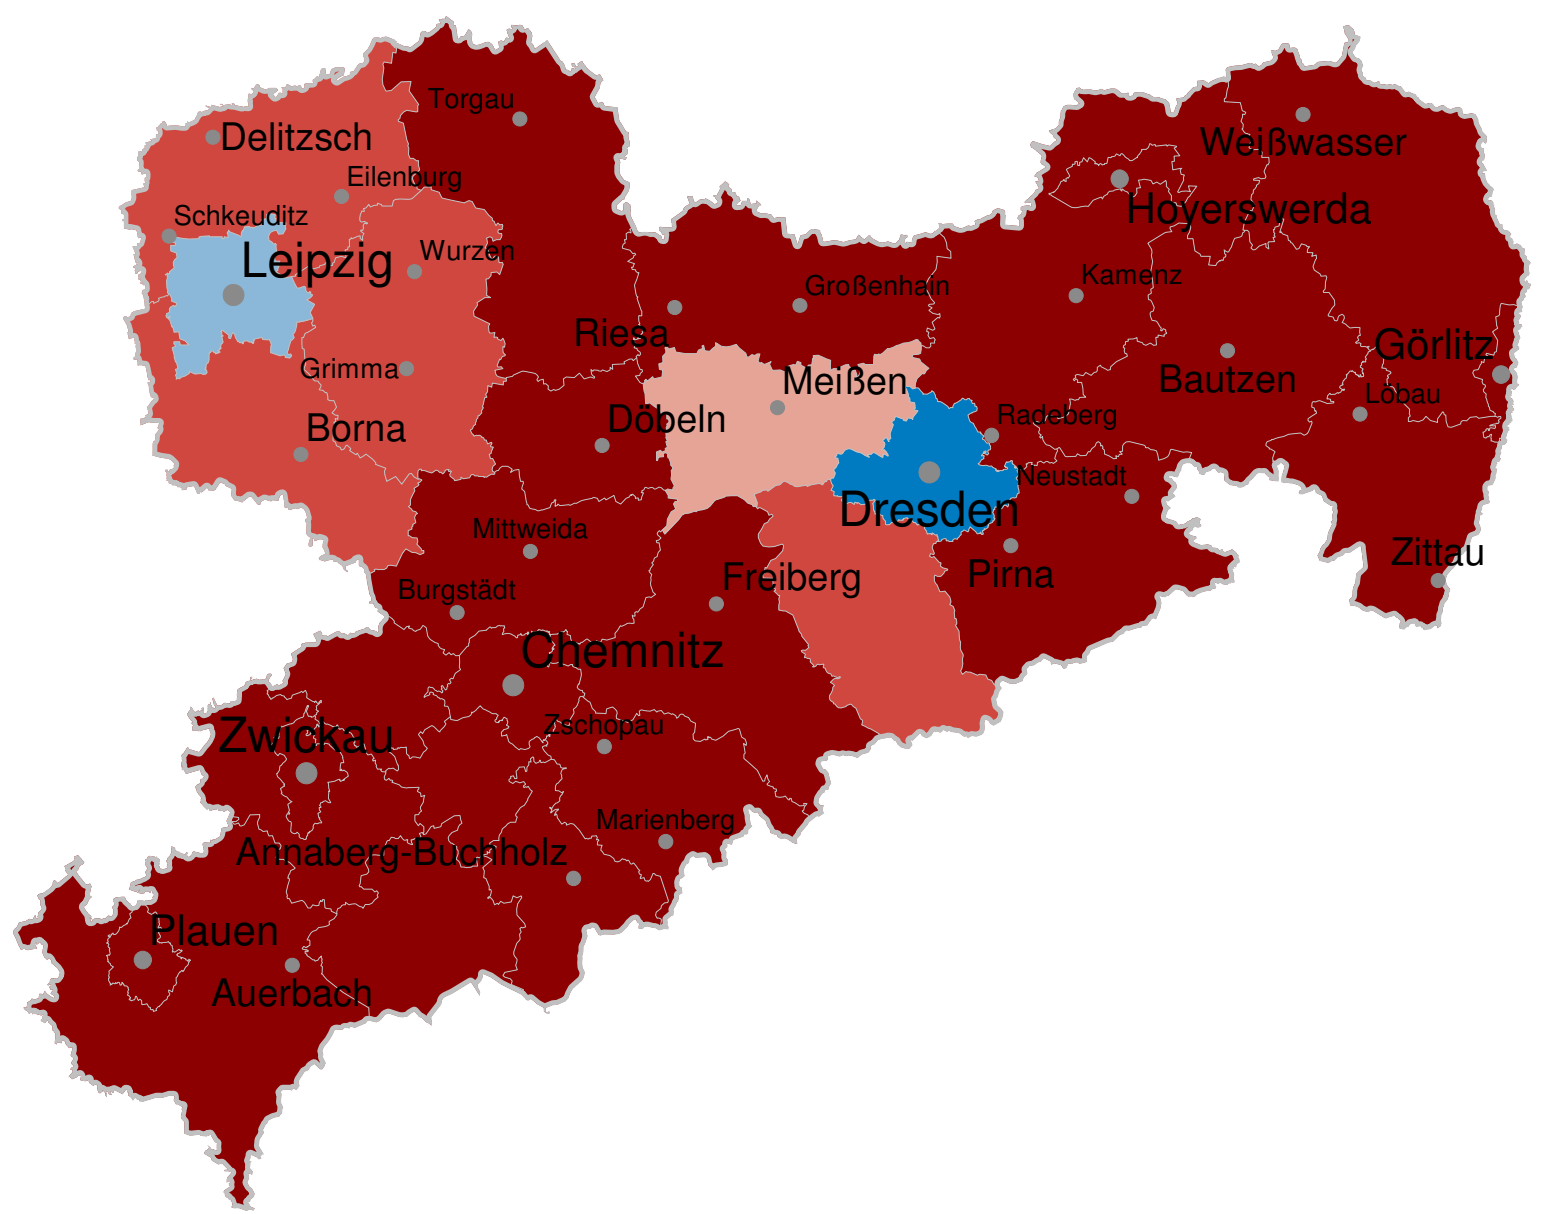 Torgau
Delitzsch
Weißwasser
Eilenburg
Schkeuditz
Hoyerswerda
Leipzig
Wurzen
Kamenz
Großenhain
Riesa
Görlitz
Grimma
Meißen
Bautzen
Löbau
Döbeln
Radeberg
Borna
Neustadt
Dresden
Mittweida
Zittau
Pirna
Freiberg
Burgstädt
Chemnitz
Zschopau
Zwickau
Marienberg
Annaberg-Buchholz
Plauen
Auerbach